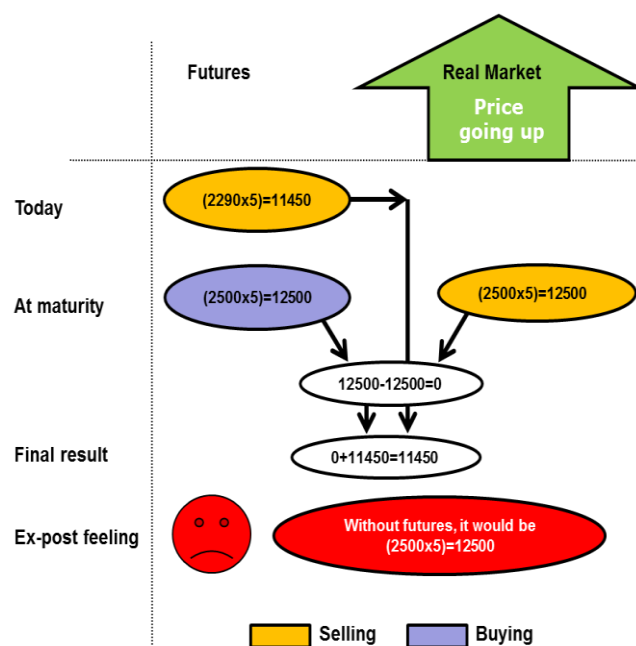 Futures
Real Market
Price
going up
Today
(2290x5)=11450
At maturity
(2500x5)=12500
(2500x5)=12500
12500-12500=0
Final result
0+11450=11450
Ex-post feeling
Without futures, it would be
(2500x5)=12500
Selling
Buying